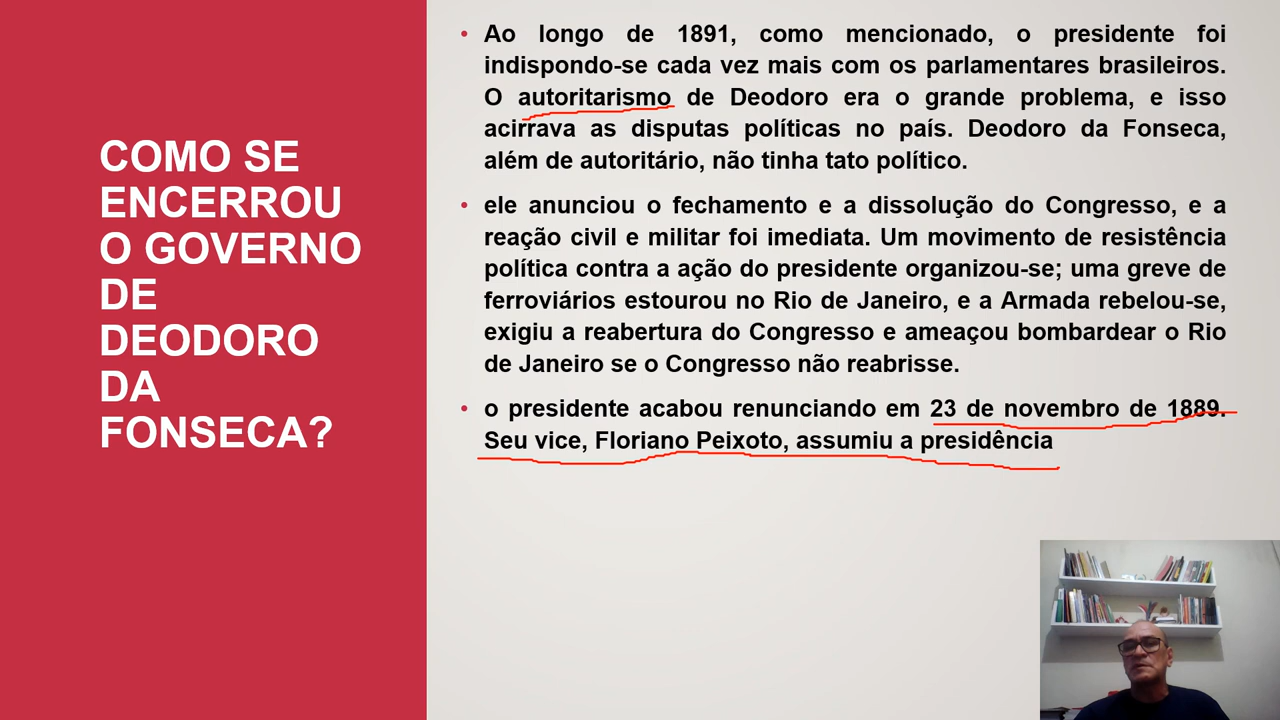 COMO SE
ENCERROU
O GOVERNO
DE
DEODORO
DA
FONSECA?
• Ao longo de 1891, como mencionado, o presidente foi
indispondo-se cada vez mais com os parlamentares brasileiros.
O autoritarismo de Deodoro era o grande problema, e isso
acirrava as disputas políticas no país. Deodoro da Fonseca,
além de autoritário, não tinha tato político.
• ele anunciou o fechamento e a dissolução do Congresso, e a
reação civil e militar foi imediata. Um movimento de resistência
política contra a ação do presidente organizou-se; uma greve de
ferroviários estourou no Rio de Janeiro, e a Armada rebelou-se,
exigiu a reabertura do Congresso e ameaçou bombardear o Rio
de Janeiro se o Congresso não reabrisse.
• o presidente acabou renunciando em 23 de novembro de 1889.
Seu vice, Floriano Peixoto, assumiu a presidência